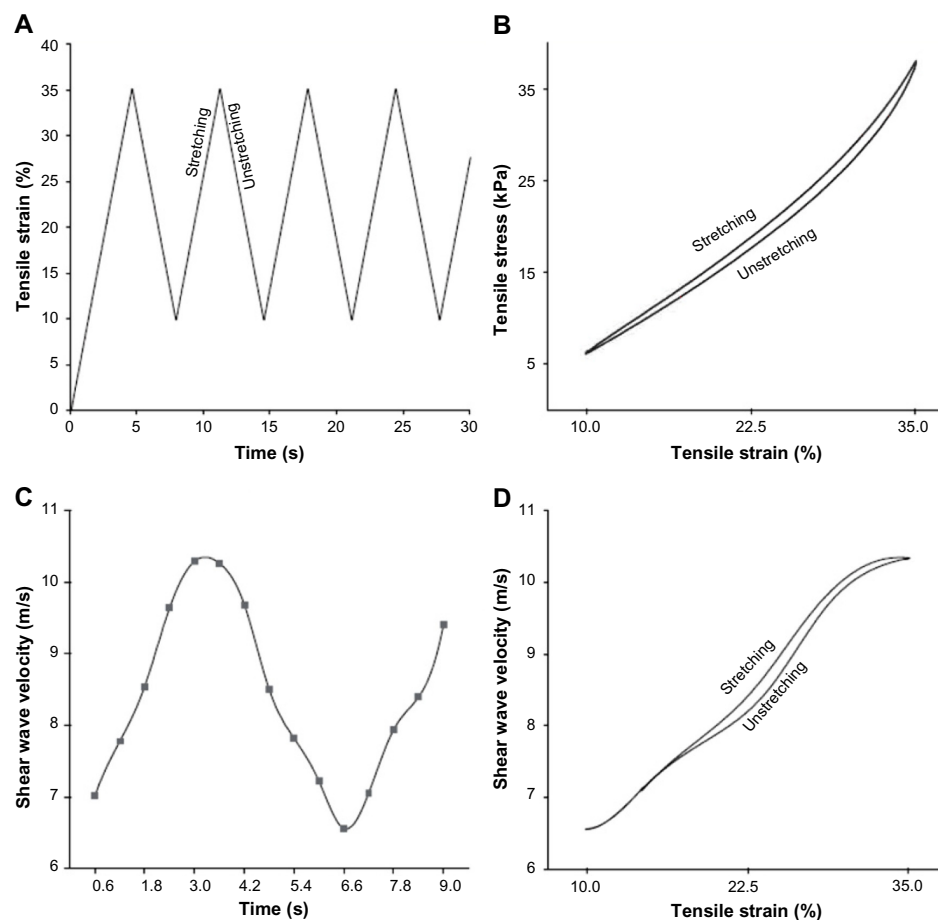 A
Tensile strain (%)
40
35
30
25
20
15
10
5
0
Stretching
Unstretching
0 5 10 15 20 25 30
Time (s)
B
Tensile stress (kPa)
35
25
15
5
Stretching
Unstretching
10.0 22.5 35.0
Tensile strain (%)
C
Shear wave velocity (m/s)
11
10
9
8
7
6
0.6 1.8 3.0 4.2 5.4 6.6 7.8 9.0
Time (s)
D
Shear wave velocity (m/s)
11
10
9
8
7
6
Stretching
Unstretching
10.0 22.5 35.0
Tensile strain (%)